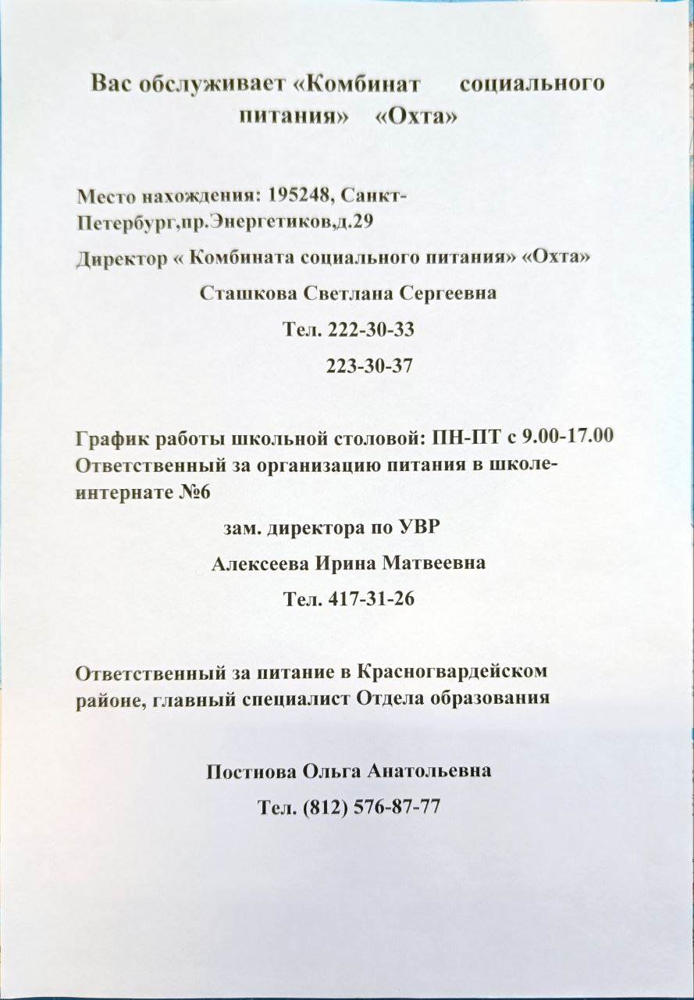 Вас обслуживает «Комбинат социального
питания» «Охта»
Место нахождения: 195248, Санкт-
Петербург,пр.Энергетиков,д.29
Директор « Комбината социального питания» «Охта»
Сташкова Светлана Сергеевна
Тел. 222-30-33
223-30-37
График работы школьной столовой: ПН-ПТ с 9.00-17.00
Ответственный за организацию питания в школе-
интернате №6
зам. директора по УВР
Алексеева Ирина Матвеевна
Тел. 417-31-26
Ответственный за питание в Красногвардейском
районе, главный специалист Отдела образования
Постнова Ольга Анатольевна
Тел. (812) 576-87-77